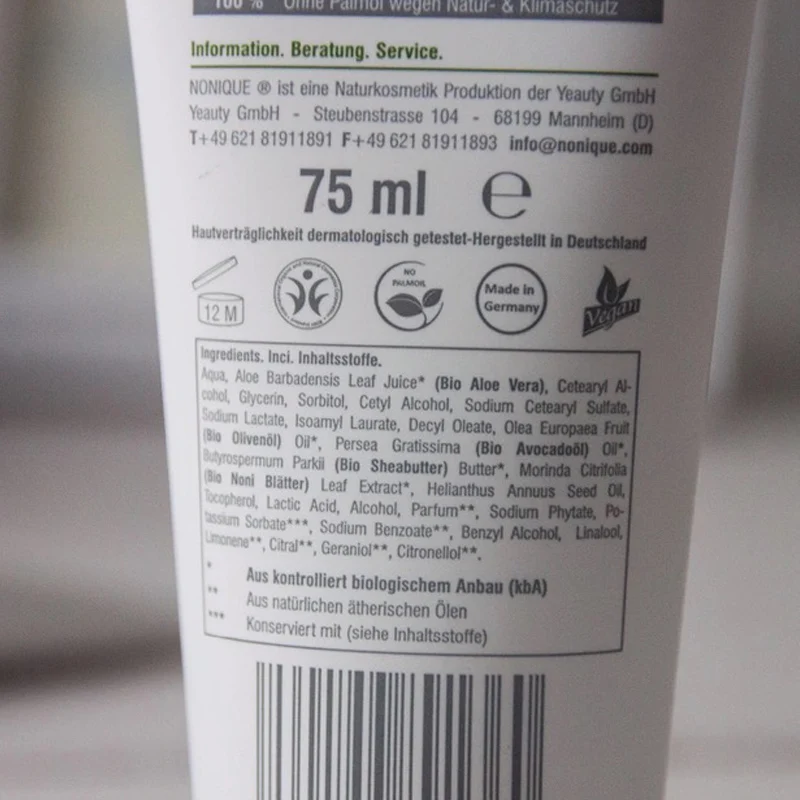 100 % Ohne Palmöl wegen Natur- & Klimaschutz
Information. Beratung. Service.
NONIQUE ® ist eine Naturkosmetik Produktion der Yeauty GmbH
Yeauty GmbH - Steubenstrasse 104 - 68199 Mannheim (D)
T+49 621 81911891 F+49 621 81911893 info@nonique.com
75 ml e
Hautverträglichkeit dermatologisch getestet-Hergestellt in Deutschland
12 M
NO
PALMOIL
Made in
Germany
Vegan
Ingredients. Inci. Inhaltsstoffe.
Aqua, Aloe Barbadensis Leaf Juice* (Bio Aloe Vera), Cetearyl Al-
cohol, Glycerin, Sorbitol, Cetyl Alcohol, Sodium Cetearyl Sulfate,
Sodium Lactate, Isoamyl Laurate, Decyl Oleate, Olea Europaea Fruit
(Bio Olivenöl) Oil*, Persea Gratissima (Bio Avocadoöl) Oil*,
Butyrospermum Parkii (Bio Sheabutter) Butter*, Morinda Citrifolia
(Bio Noni Blätter) Leaf Extract*, Helianthus Annuus Seed Oil,
Tocopherol, Lactic Acid, Alcohol, Parfum**, Sodium Phytate, Po-
tassium Sorbate***, Sodium Benzoate**, Benzyl Alcohol, Linalool,
Limonene**, Citral**, Geraniol**, Citronellol**.
* Aus kontrolliert biologischem Anbau (kbA)
** Aus natürlichen ätherischen Ölen
*** Konserviert mit (siehe Inhaltsstoffe)